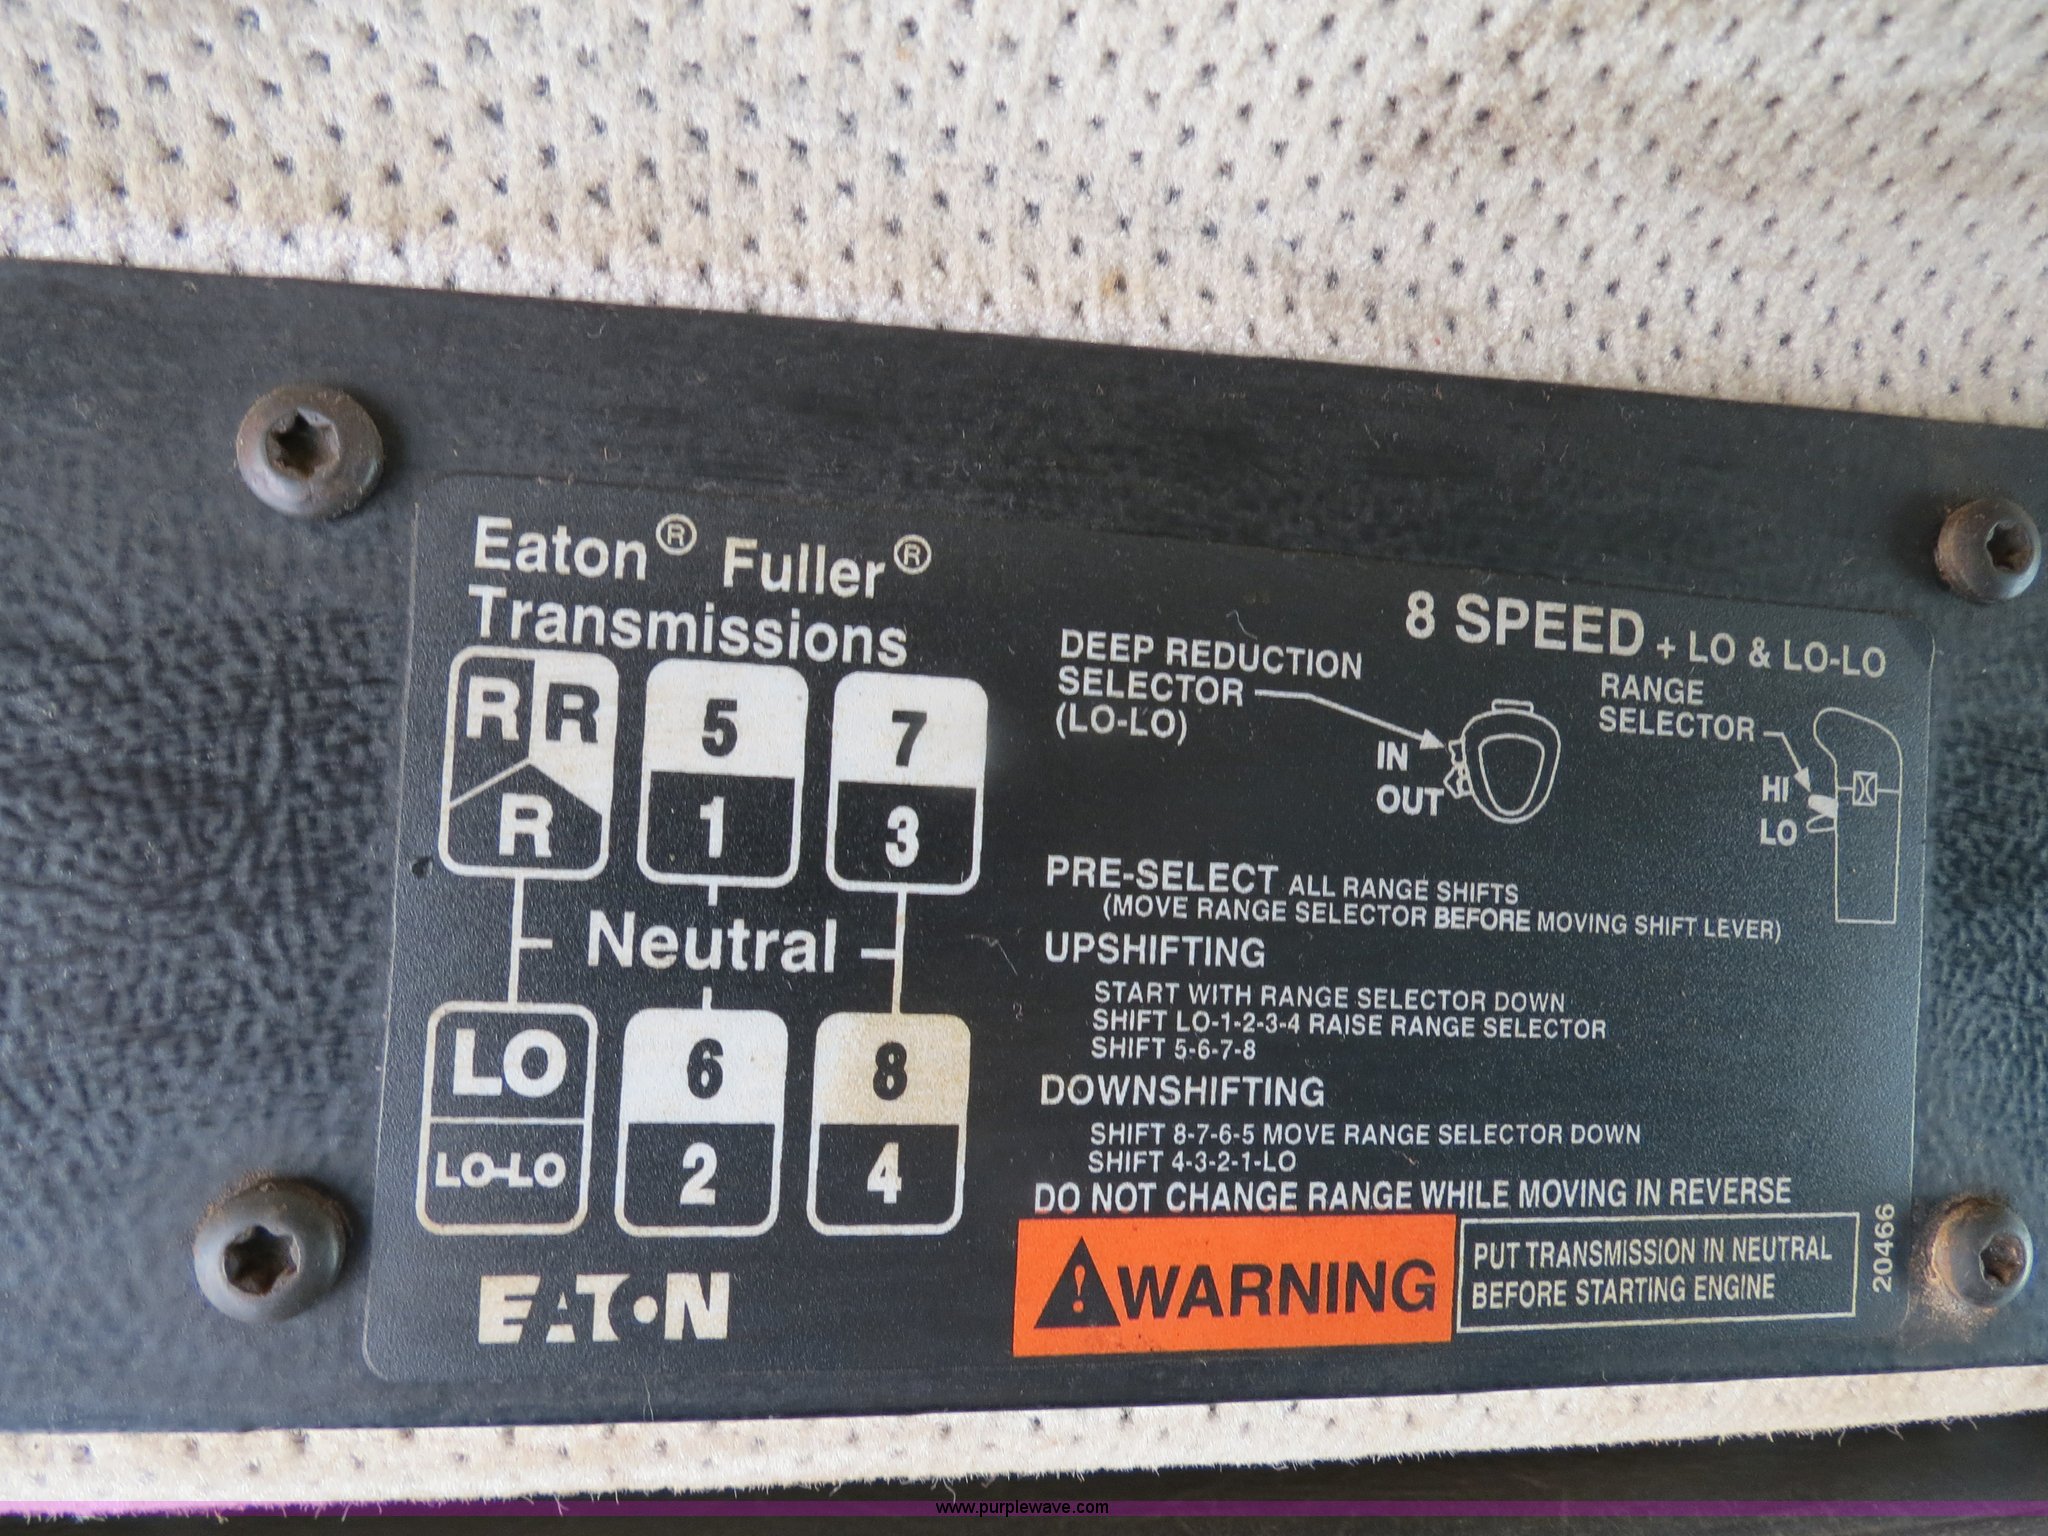 Eaton® Fuller®
Transmissions
R R
R
5
1
7
3
Neutral
LO
LO-LO
6
2
8
4
EATON
8 SPEED + LO & LO-LO
DEEP REDUCTION
SELECTOR
(LO-LO)
IN
OUT
RANGE
SELECTOR
HI
LO
PRE-SELECT ALL RANGE SHIFTS
(MOVE RANGE SELECTOR BEFORE MOVING SHIFT LEVER)
UPSHIFTING
START WITH RANGE SELECTOR DOWN
SHIFT LO-1-2-3-4 RAISE RANGE SELECTOR
SHIFT 5-6-7-8
DOWNSHIFTING
SHIFT 8-7-6-5 MOVE RANGE SELECTOR DOWN
SHIFT 4-3-2-1-LO
DO NOT CHANGE RANGE WHILE MOVING IN REVERSE
WARNING
PUT TRANSMISSION IN NEUTRAL
BEFORE STARTING ENGINE
20466
www.purplewave.com